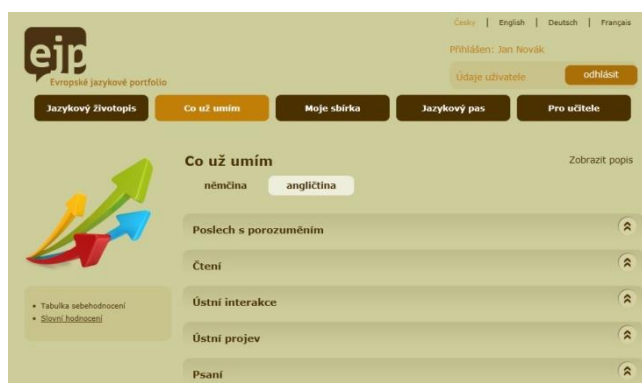 Česky | English | Deutsch | Français
ejp
Evropské jazykové portfolio
Přihlášen: Jan Novák
Údaje uživatele
odhlásit
Jazykový životopis
Co už umím
Moje sbírka
Jazykový pas
Pro učitele
Co už umím
Zobrazit popis
němčina
angličtina
Poslech s porozuměním
Čtení
Ústní interakce
Ústní projev
Psaní
Tabulka sebehodnocení
Slovní hodnocení